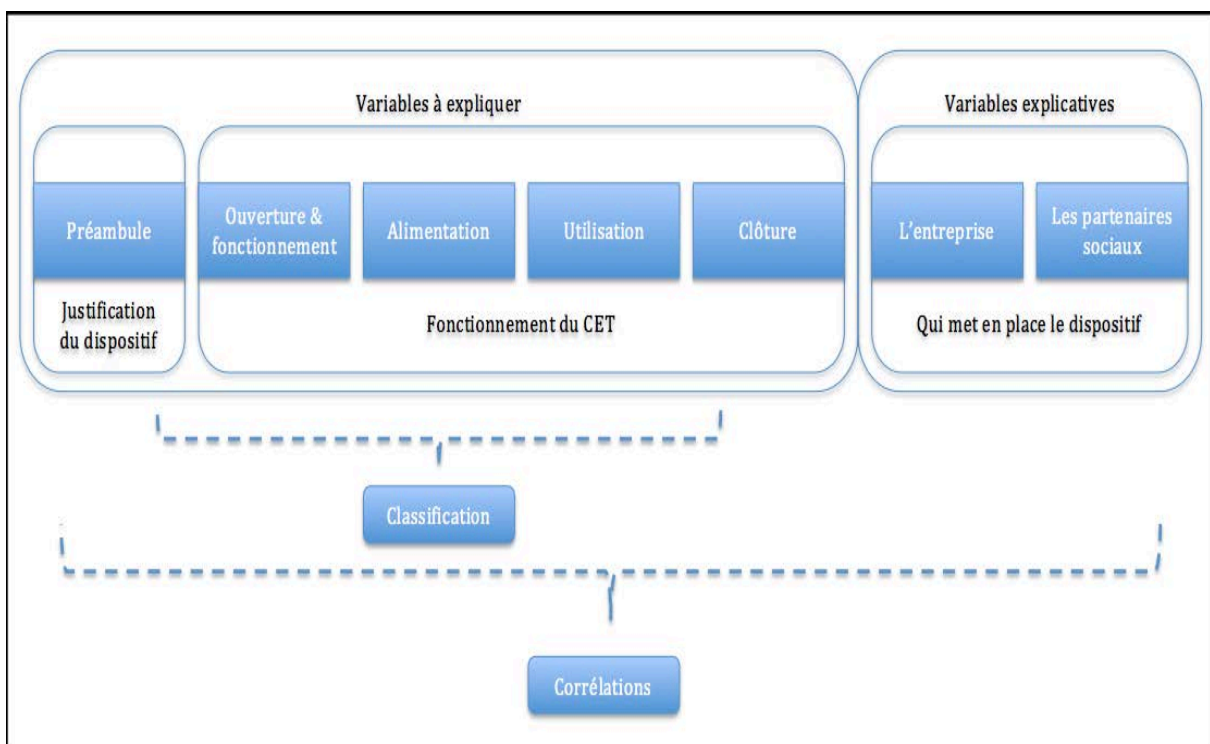 Variables à expliquer
Variables explicatives
Préambule
Ouverture &
fonctionnement
Alimentation
Utilisation
Clôture
L'entreprise
Les partenaires
sociaux
Justification
du dispositif
Fonctionnement du CET
Qui met en place le dispositif
Classification
Corrélations